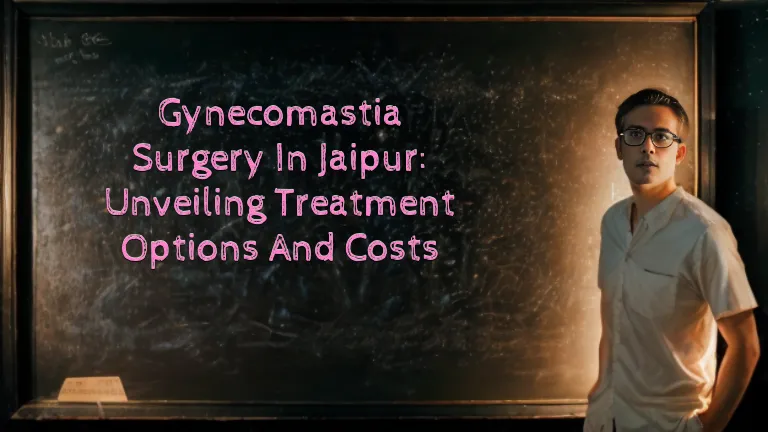 Gynecomastia
Surgery In Jaipur:
Unveiling Treatment
Options And Costs